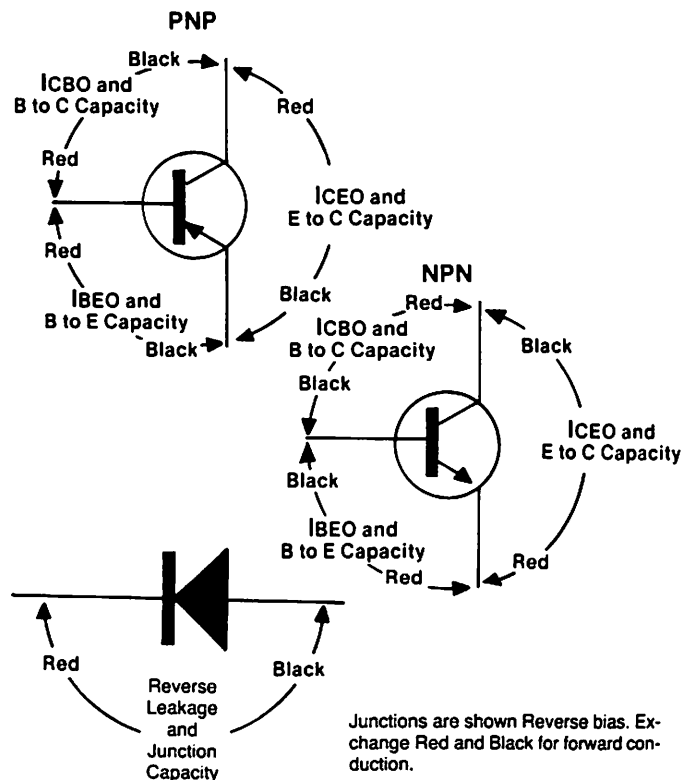 PNP
Black
ICBO and
B to C Capacity
Red
Red
ICEO and
E to C Capacity
Red
IBEO and
B to E Capacity
Black
Black
NPN
Red
ICBO and
B to C Capacity
Black
Black
ICEO and
E to C Capacity
Black
IBEO and
B to E Capacity
Red
Red
Red
Black
Reverse
Leakage
and
Junction
Capacity
Junctions are shown Reverse bias. Ex-
change Red and Black for forward con-
duction.